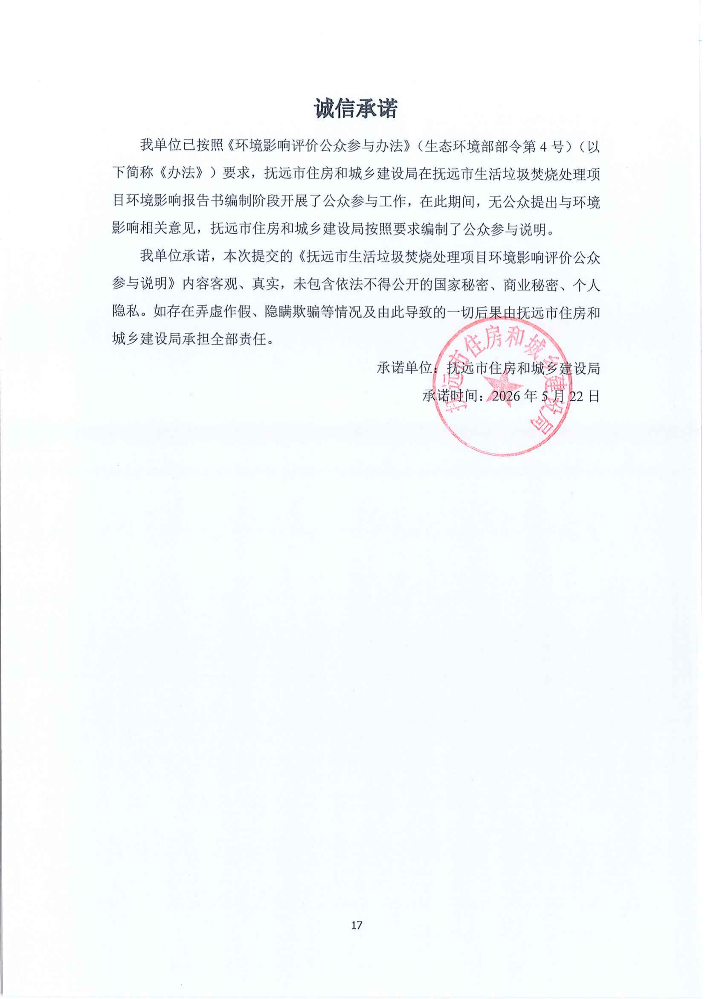 诚信承诺
我单位已按照《环境影响评价公众参与办法》（生态环境部部令第 4 号）（以
下简称《办法》）要求，抚远市住房和城乡建设局在抚远市生活垃圾焚烧处理项
目环境影响报告书编制阶段开展了公众参与工作，在此期间，无公众提出与环境
影响相关意见，抚远市住房和城乡建设局按照要求编制了公众参与说明。
我单位承诺，本次提交的《抚远市生活垃圾焚烧处理项目环境影响评价公众
参与说明》内容客观、真实，未包含依法不得公开的国家秘密、商业秘密、个人
隐私。如存在弄虚作假、隐瞒欺骗等情况及由此导致的一切后果由抚远市住房和
城乡建设局承担全部责任。
承诺单位：抚远市住房和城乡建设局
承诺时间：2026 年 5 月 22 日
抚远市住房和城乡建设局
17